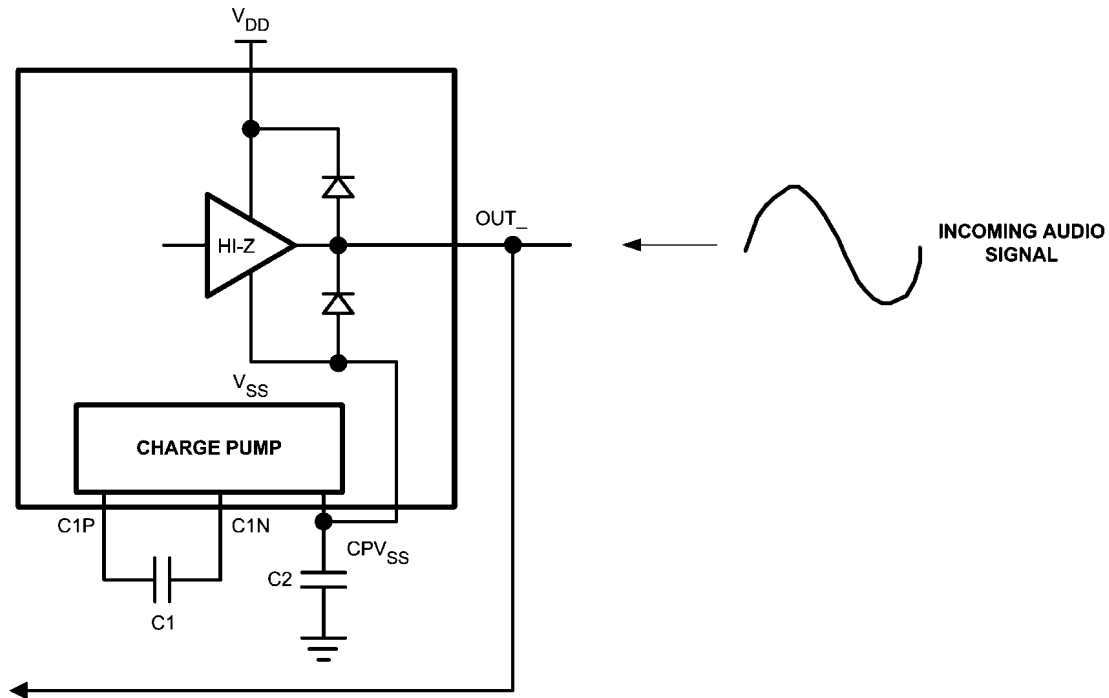 VDD
HI-Z
OUT_
INCOMING AUDIO
SIGNAL
VSS
CHARGE PUMP
C1P
C1N
CPVSS
C2
C1